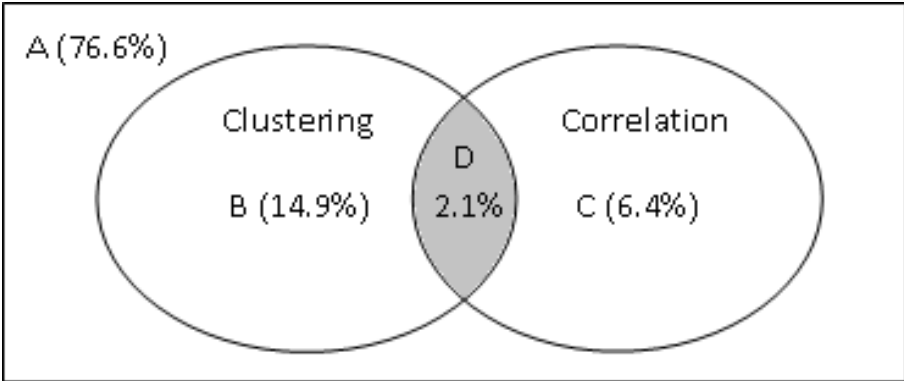 A (76.6%)
Clustering
Correlation
D
B (14.9%)
2.1%
C (6.4%)